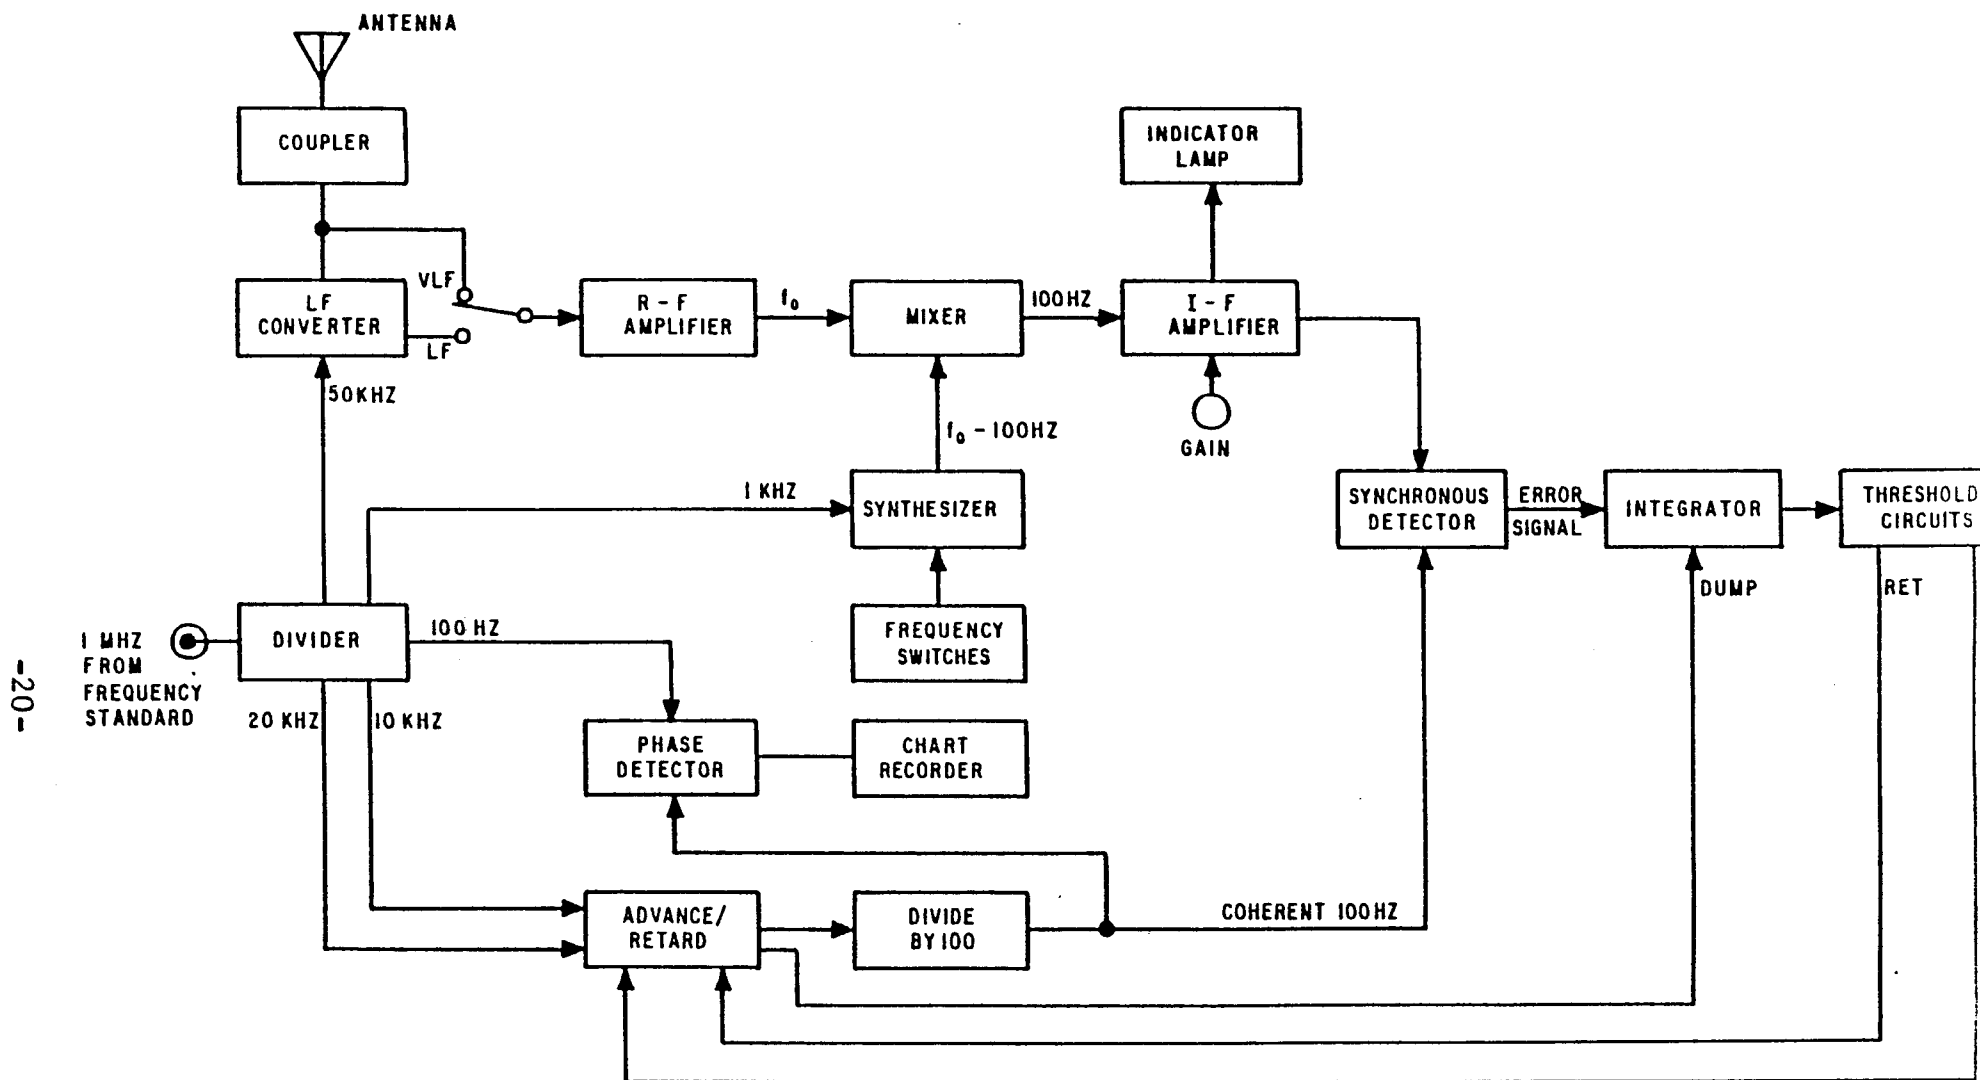 ANTENNA
COUPLER
INDICATOR
LAMP
VLF
LF
CONVERTER
LF
R-F
AMPLIFIER
f₀
MIXER
100HZ
I-F
AMPLIFIER
50KHZ
f₀ - 100HZ
GAIN
1 KHZ
SYNTHESIZER
SYNCHRONOUS
DETECTOR
ERROR
SIGNAL
INTEGRATOR
THRESHOLD
CIRCUITS
DUMP
RET
1 MHZ
FROM
FREQUENCY
STANDARD
DIVIDER
100 HZ
FREQUENCY
SWITCHES
20 KHZ
10 KHZ
PHASE
DETECTOR
CHART
RECORDER
ADVANCE/
RETARD
DIVIDE
BY 100
COHERENT 100HZ
-20-